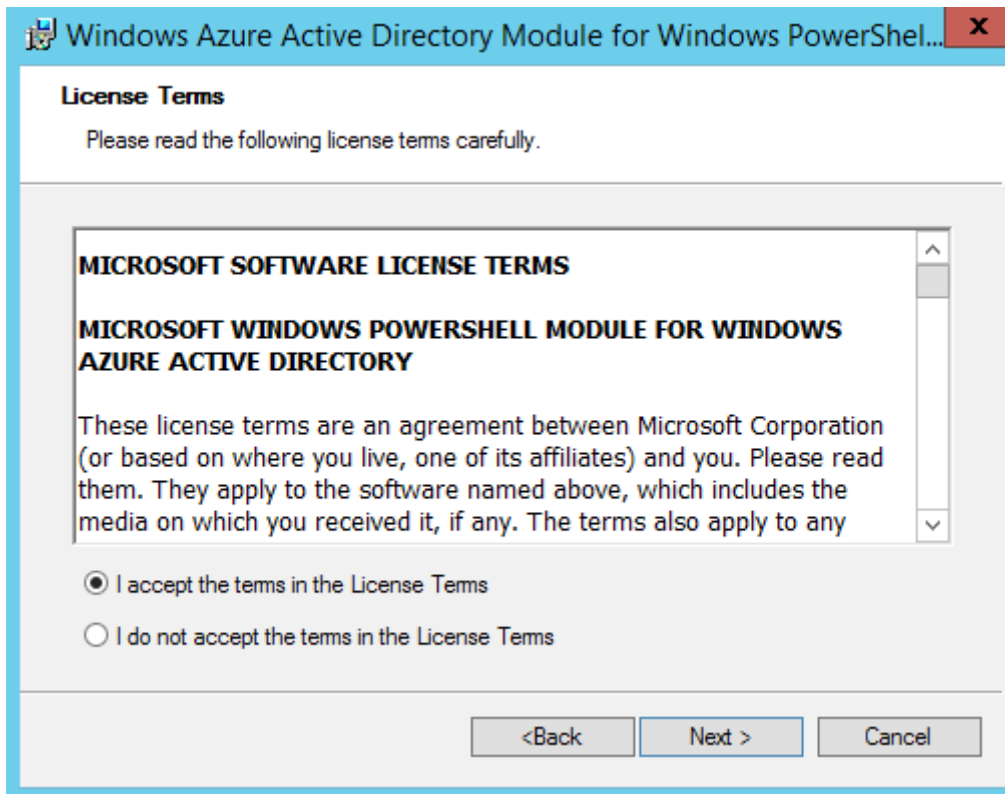 Windows Azure Active Directory Module for Windows PowerShel...
x
License Terms
Please read the following license terms carefully.
MICROSOFT SOFTWARE LICENSE TERMS
MICROSOFT WINDOWS POWERSHELL MODULE FOR WINDOWS
AZURE ACTIVE DIRECTORY
These license terms are an agreement between Microsoft Corporation
(or based on where you live, one of its affiliates) and you. Please read
them. They apply to the software named above, which includes the
media on which you received it, if any. The terms also apply to any
I accept the terms in the License Terms
I do not accept the terms in the License Terms
<Back
Next >
Cancel